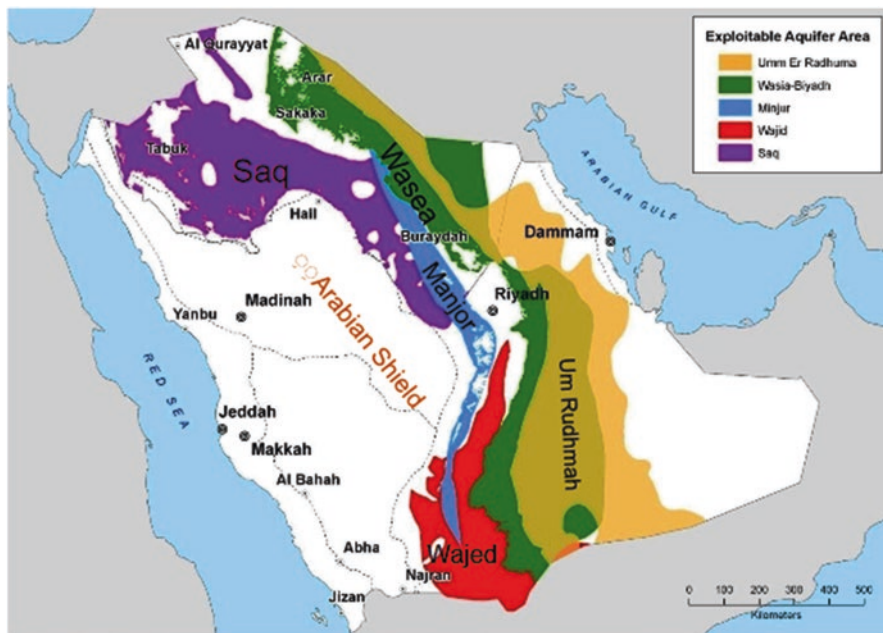 Al Qurayyat
Arar
Sakaka
Tabuk
Saq
Hail
Wasea
Buraydah
Manjor
Arabian Shield
Madinah
Yanbu
Riyadh
Dammam
ARABIAN GULF
RED SEA
Jeddah
Makkah
Al Bahah
Um Rudhmah
Abha
Wajed
Najran
Jizan
Exploitable Aquifer Area
Umm Er Radhuma
Wasia-Biyadh
Minjur
Wajid
Saq
0 100 200 300 400
Kilometers